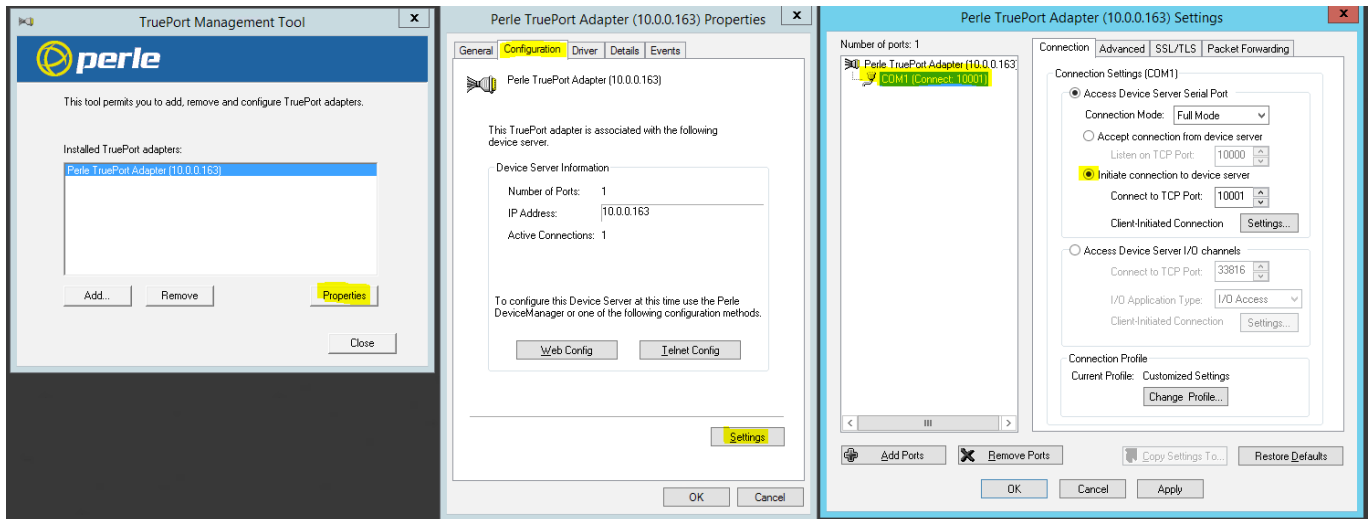 TruePort Management Tool
x
perle
This tool permits you to add, remove and configure TruePort adapters.
Installed TruePort adapters:
Perle TruePort Adapter (10.0.0.163)
Add...
Remove
Properties
Close
Perle TruePort Adapter (10.0.0.163) Properties
x
General
Configuration
Driver
Details
Events
Perle TruePort Adapter (10.0.0.163)
This TruePort adapter is associated with the following
device server.
Device Server Information
Number of Ports: 1
IP Address: 10.0.0.163
Active Connections: 1
To configure this Device Server at this time use the Perle
DeviceManager or one of the following configuration methods.
Web Config
Telnet Config
Settings
OK
Cancel
Perle TruePort Adapter (10.0.0.163) Settings
x
Number of ports: 1
Perle TruePort Adapter (10.0.0.163)
COM1 (Connect: 10001)
Connection
Advanced
SSL/TLS
Packet Forwarding
Connection Settings (COM1)
Access Device Server Serial Port
Connection Mode: Full Mode
Accept connection from device server
Listen on TCP Port: 10000
Initiate connection to device server
Connect to TCP Port: 10001
Client-Initiated Connection Settings...
Access Device Server I/O channels
Connect to TCP Port: 33816
I/O Application Type: I/O Access
Client-Initiated Connection Settings...
Connection Profile
Current Profile: Customized Settings
Change Profile...
Add Ports
Remove Ports
Copy Settings To...
Restore Defaults
OK
Cancel
Apply